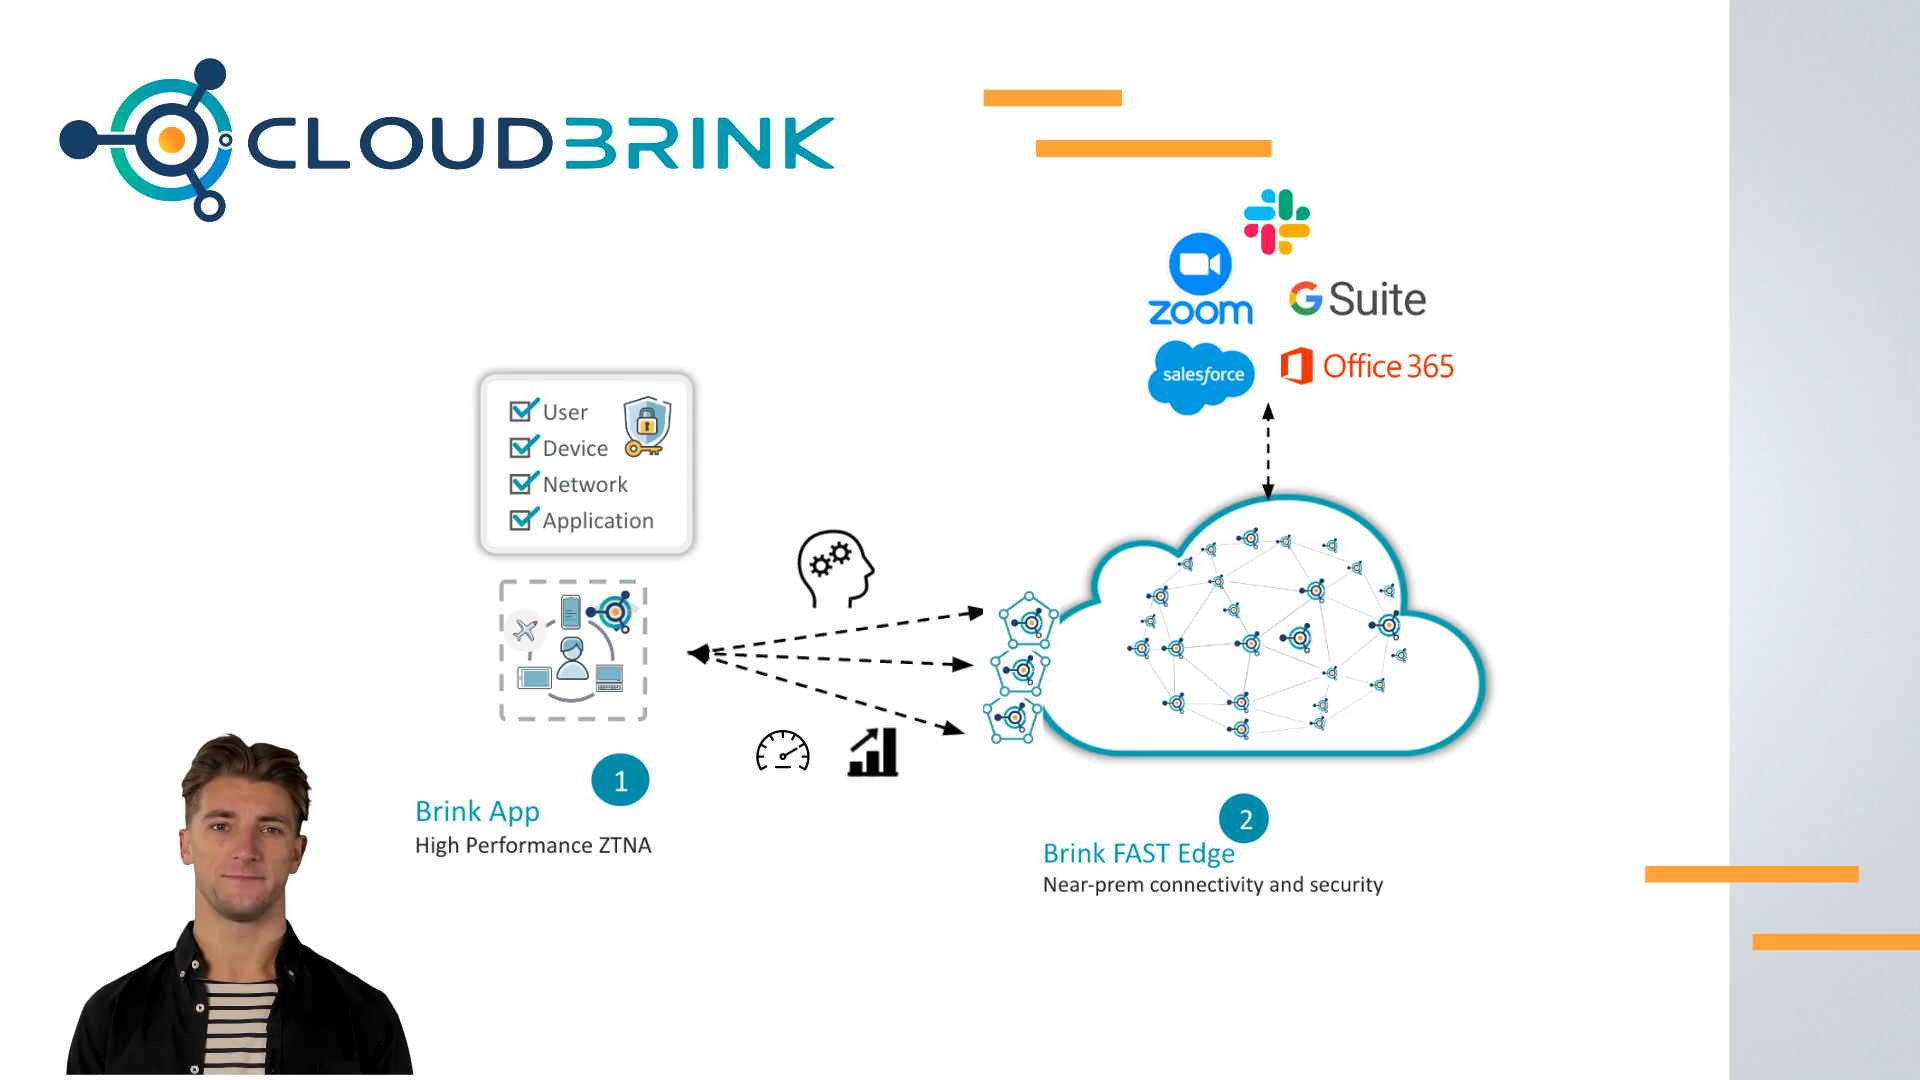 CLOUDBRINK
zoom
G Suite
salesforce
Office 365
User
Device
Network
Application
1
Brink App
High Performance ZTNA
2
Brink FAST Edge
Near-prem connectivity and security